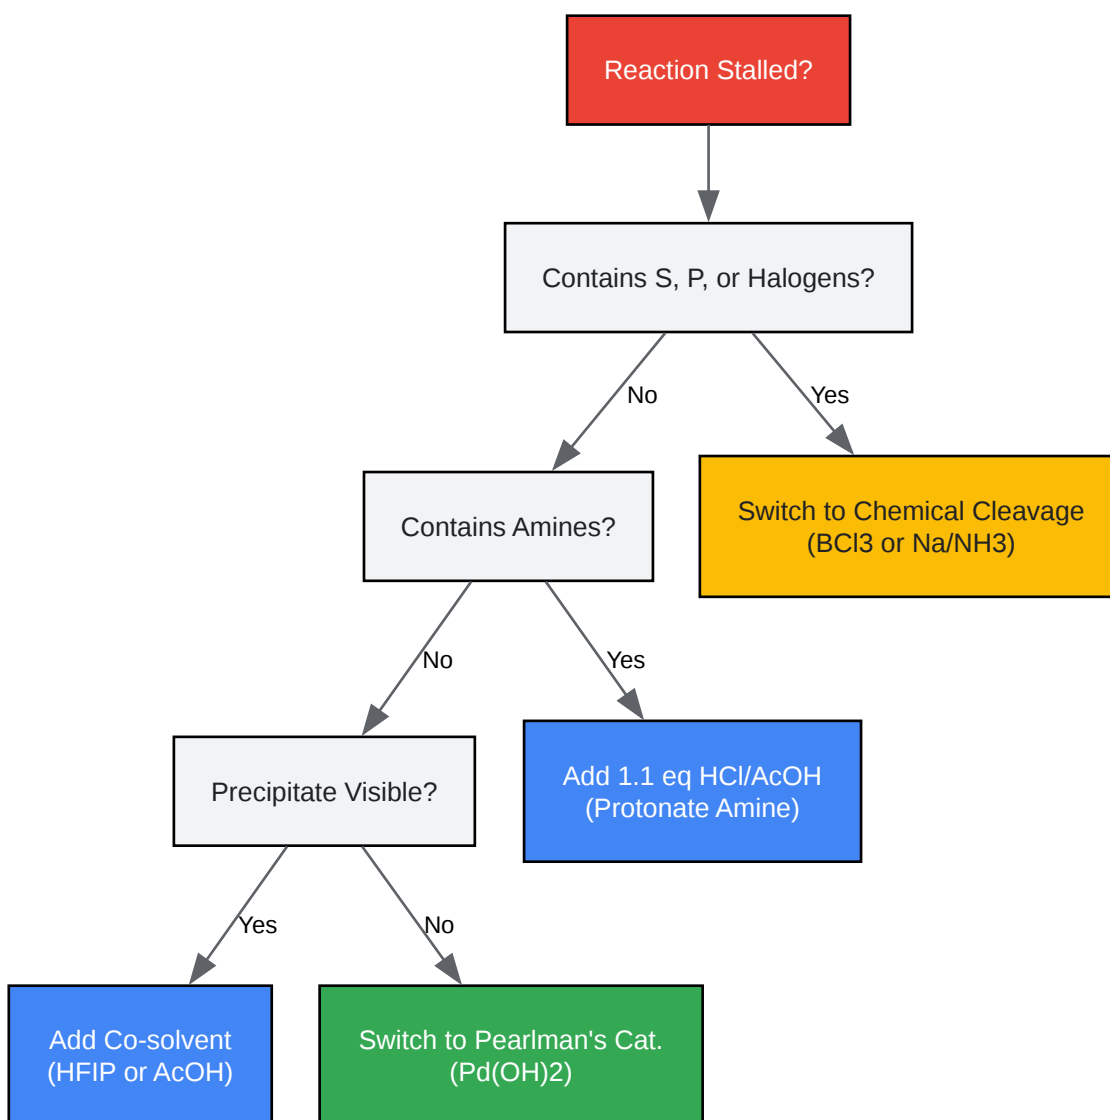 Reaction Stalled?
Contains S, P, or Halogens?
No
Yes
Contains Amines?
Switch to Chemical Cleavage
(BCl3 or Na/NH3)
No
Yes
Precipitate Visible?
Add 1.1 eq HCl/AcOH
(Protonate Amine)
Yes
No
Add Co-solvent
(HFIP or AcOH)
Switch to Pearlman's Cat.
(Pd(OH)2)